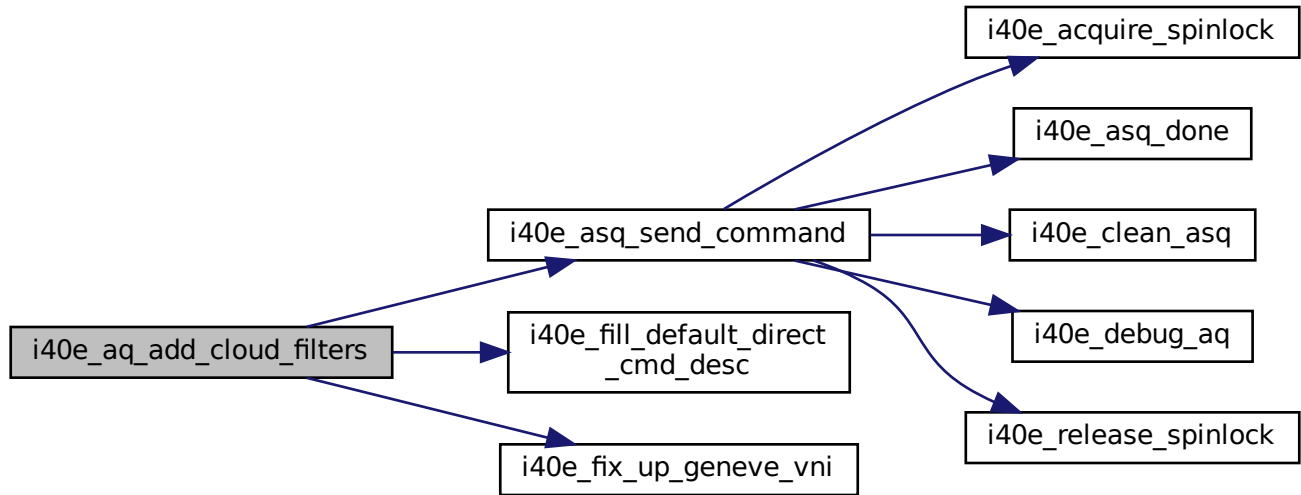 i40e_acquire_spinlock
i40e_asq_done
i40e_asq_send_command
i40e_clean_asq
i40e_aq_add_cloud_filters
i40e_fill_default_direct
_cmd_desc
i40e_debug_aq
i40e_release_spinlock
i40e_fix_up_geneve_vni